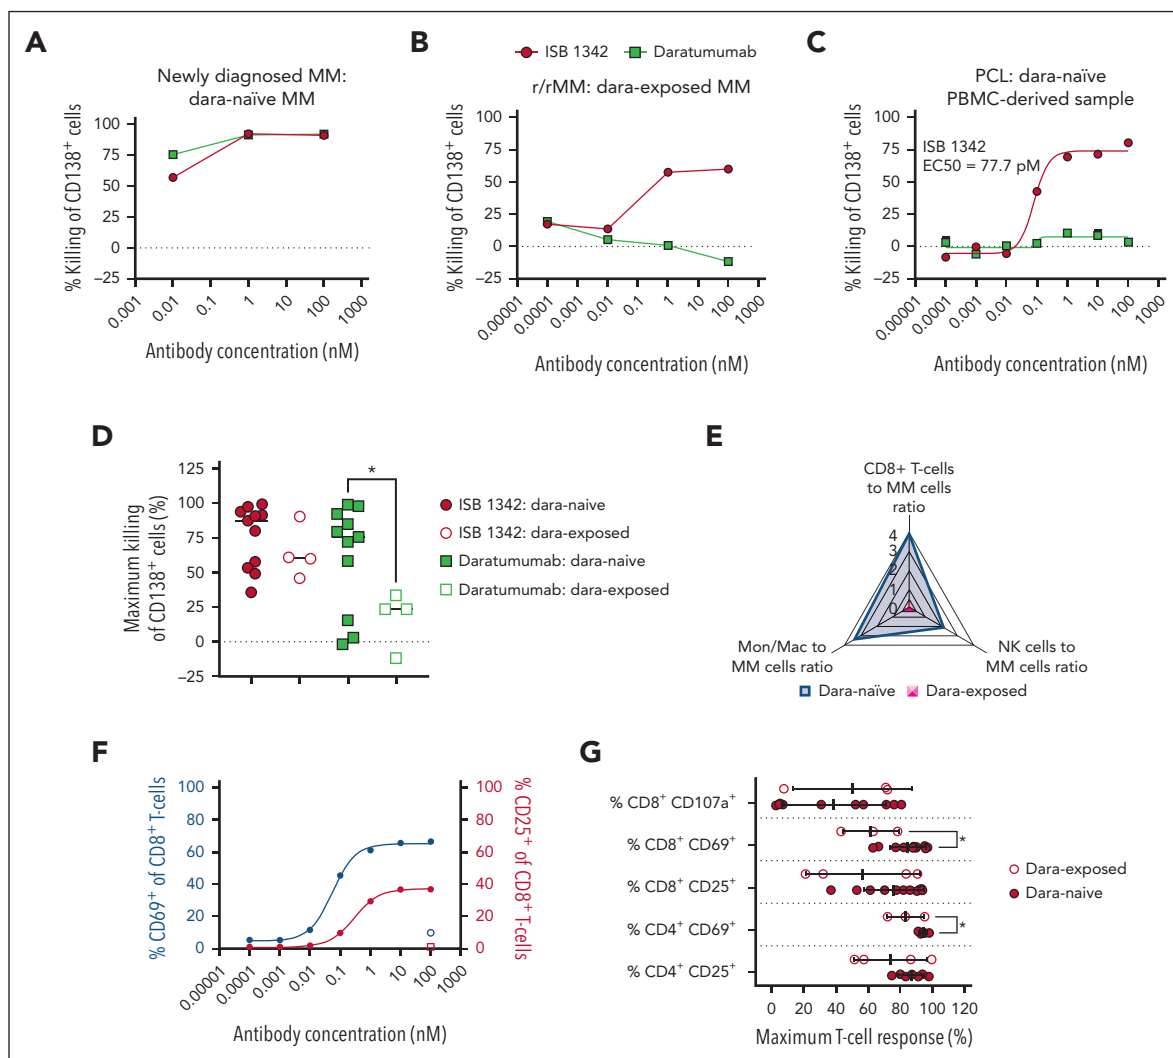 A
Newly diagnosed MM:
dara-naïve MM
% Killing of CD138+ cells
100
75
50
25
0
−25
0.001
0.01
0.1
1
10
100
1000
Antibody concentration (nM)
B
ISB 1342
Daratumumab
r/rMM: dara-exposed MM
% Killing of CD138+ cells
100
75
50
25
0
−25
0.00001
0.0001
0.001
0.01
0.1
1
10
100
1000
Antibody concentration (nM)
C
PCL: dara-naïve
PBMC-derived sample
% Killing of CD138+ cells
100
75
50
25
0
−25
ISB 1342
EC50 = 77.7 pM
0.00001
0.0001
0.001
0.01
0.1
1
10
100
1000
Antibody concentration (nM)
D
Maximum killing
of CD138+ cells (%)
125
100
75
50
25
0
−25
*
ISB 1342: dara-naive
ISB 1342: dara-exposed
Daratumumab: dara-naive
Daratumumab: dara-exposed
E
CD8+ T-cells
to MM cells
ratio
4
3
2
1
0
Mon/Mac to
MM cells ratio
NK cells to
MM cells ratio
Dara-naïve
Dara-exposed
F
% CD69+ of CD8+ T-cells
100
80
60
40
20
0
% CD25+ of CD8+ T-cells
100
80
60
40
20
0
0.00001
0.0001
0.001
0.01
0.1
1
10
100
1000
Antibody concentration (nM)
G
% CD8+ CD107a+
% CD8+ CD69+
*
% CD8+ CD25+
% CD4+ CD69+
*
% CD4+ CD25+
Dara-exposed
Dara-naive
0
20
40
60
80
100
120
Maximum T-cell response (%)